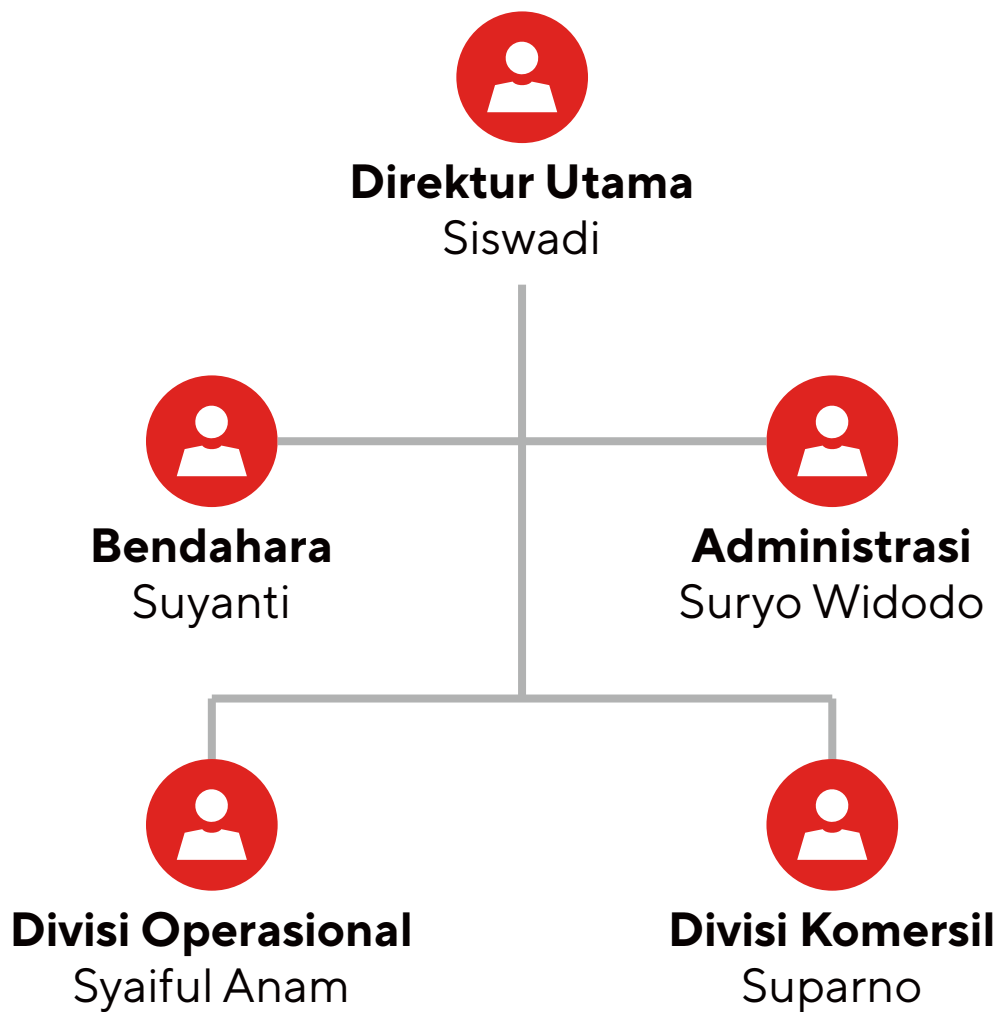 Direktur Utama
Siswadi
Bendahara
Suyanti
Administrasi
Suryo Widodo
Divisi Operasional
Syaiful Anam
Divisi Komersil
Suparno